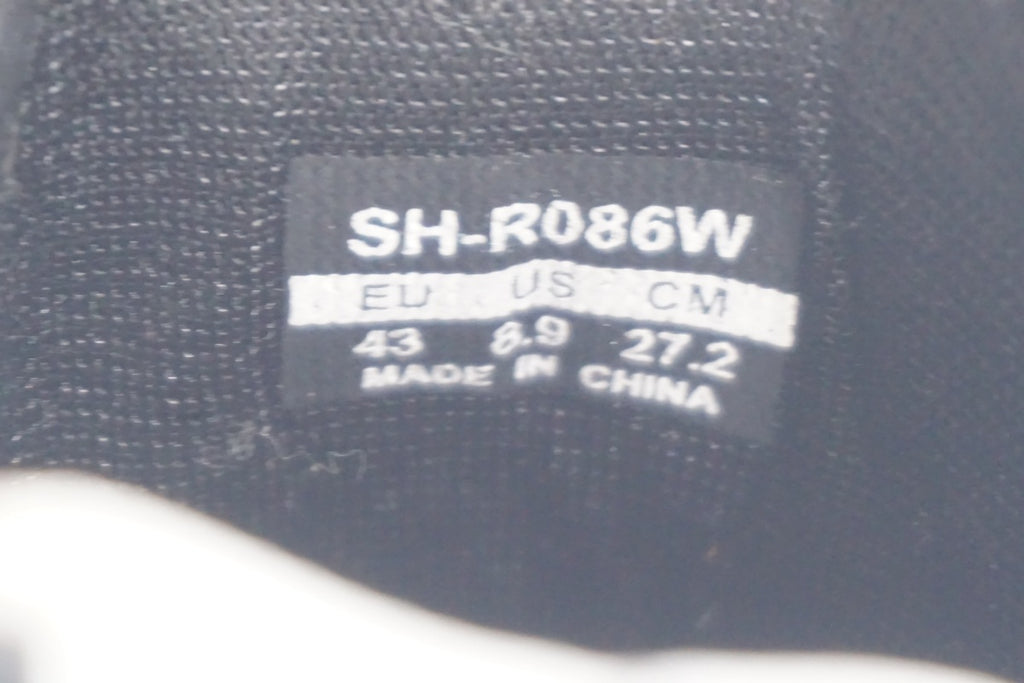 SH-R086W
EU US CM
43 8.9 27.2
MADE IN CHINA